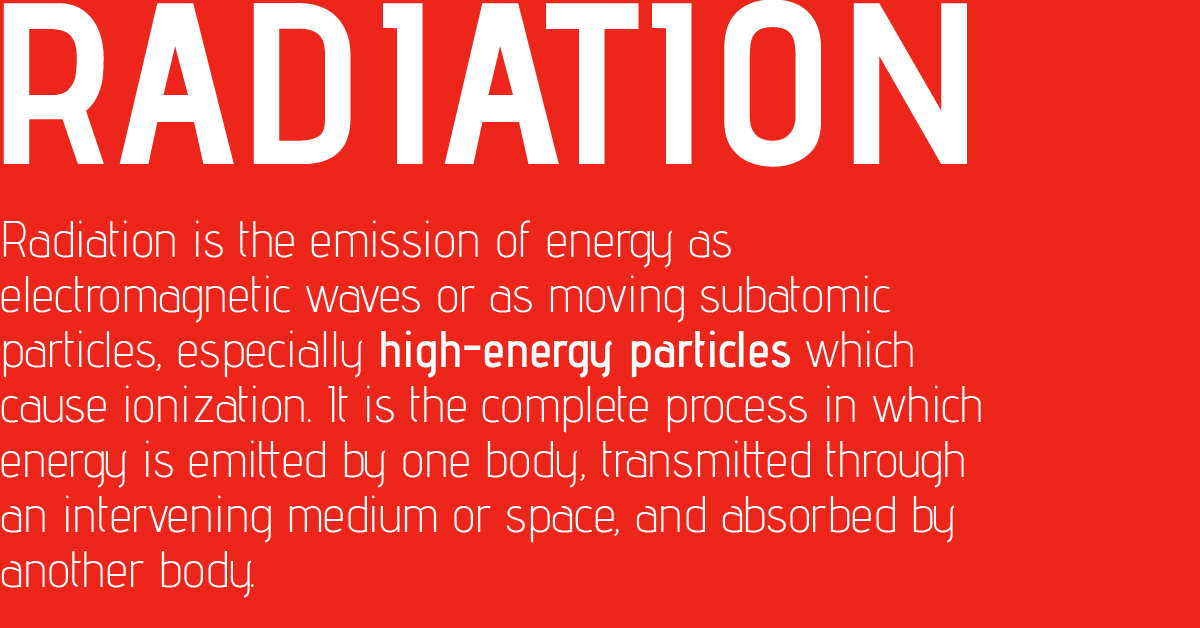 RADIATION
Radiation is the emission of energy as
electromagnetic waves or as moving subatomic
particles, especially high-energy particles which
cause ionization. It is the complete process in which
energy is emitted by one body, transmitted through
an intervening medium or space, and absorbed by
another body.